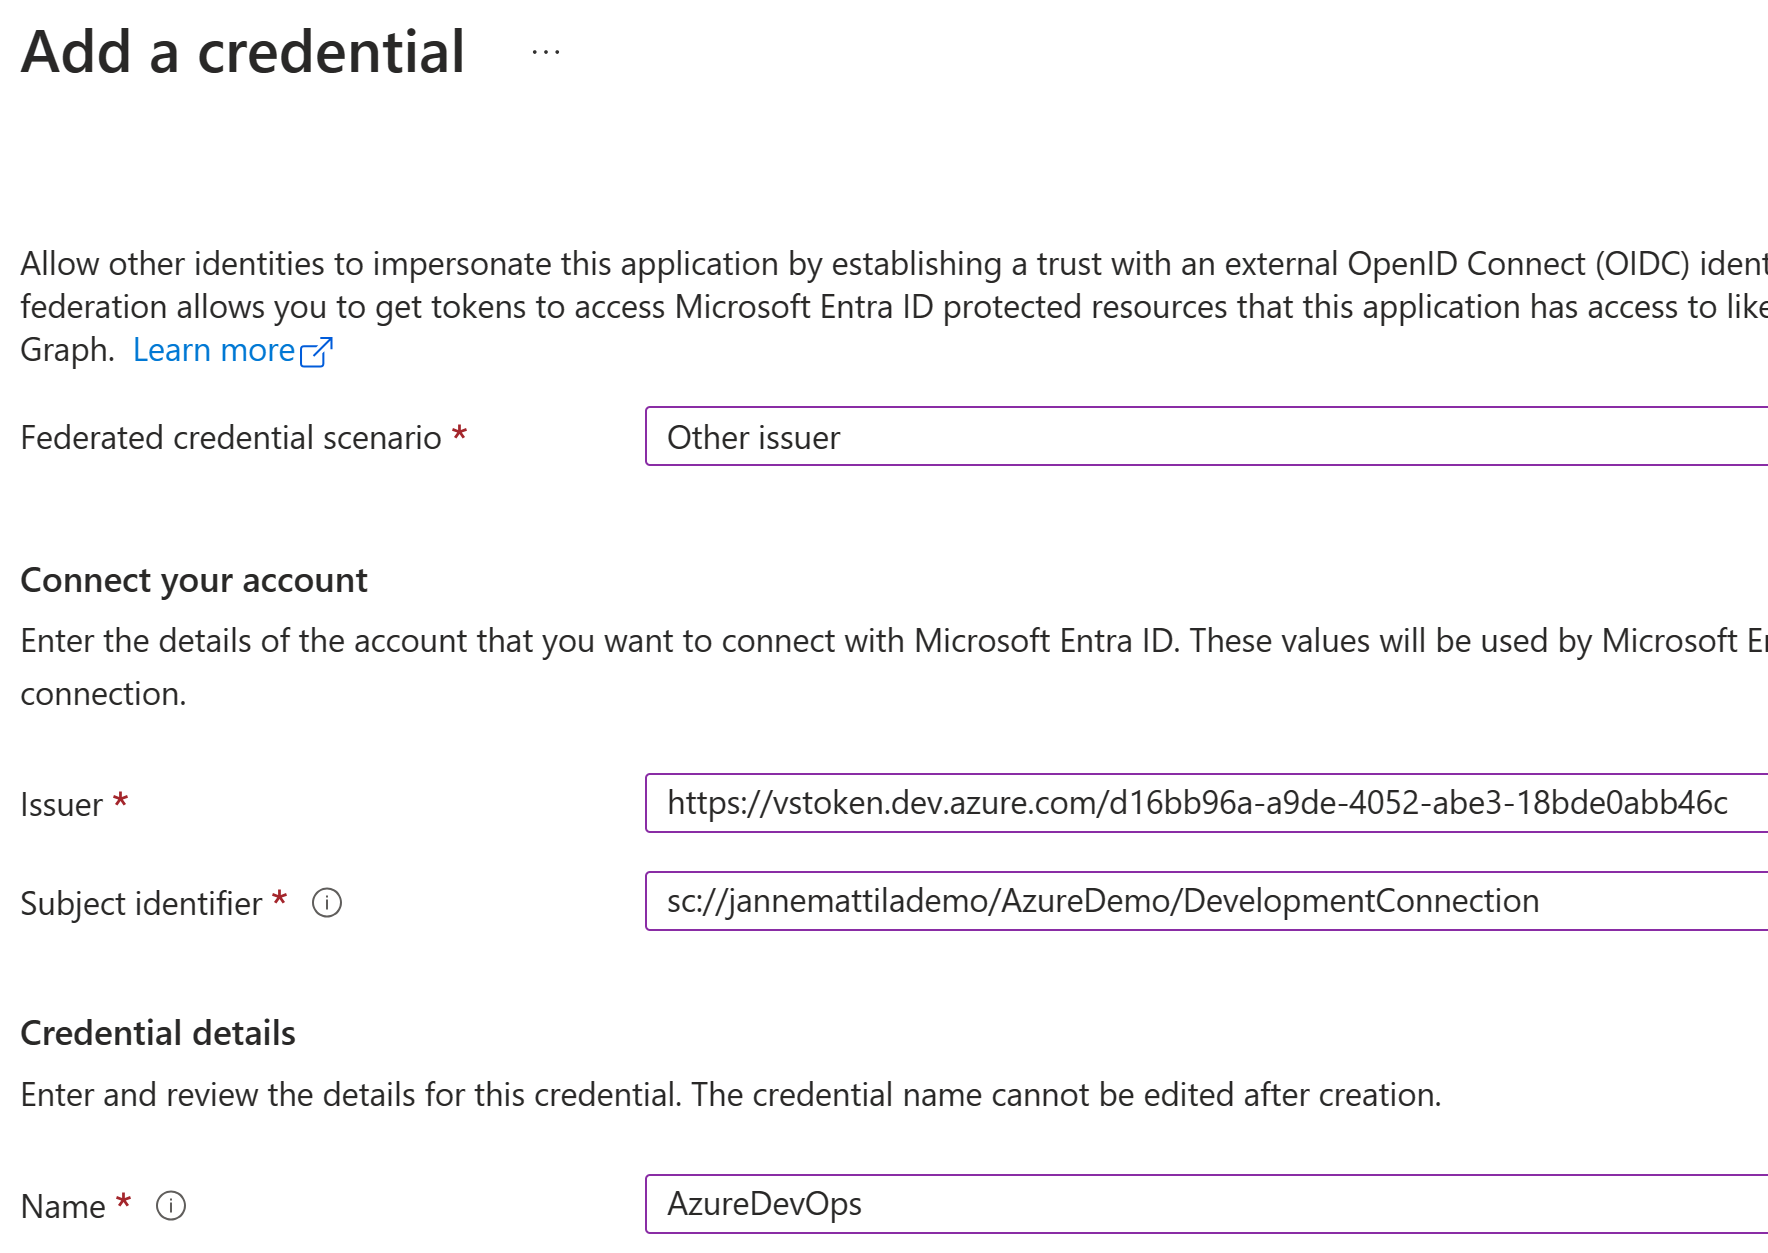 Add a credential ...
Allow other identities to impersonate this application by establishing a trust with an external OpenID Connect (OIDC) ident
federation allows you to get tokens to access Microsoft Entra ID protected resources that this application has access to like
Graph. Learn more
Federated credential scenario * Other issuer
Connect your account
Enter the details of the account that you want to connect with Microsoft Entra ID. These values will be used by Microsoft En
connection.
Issuer * https://vstoken.dev.azure.com/d16bb96a-a9de-4052-abe3-18bde0abb46c
Subject identifier * sc://jannemattilademo/AzureDemo/DevelopmentConnection
Credential details
Enter and review the details for this credential. The credential name cannot be edited after creation.
Name * AzureDevOps